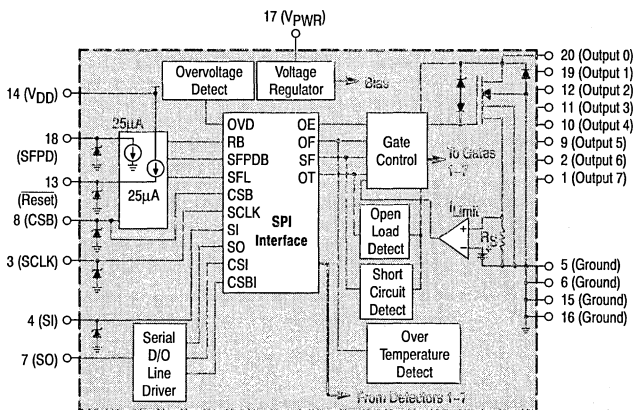 17 (VPWR)
Overvoltage
Detect
Voltage
Regulator
Bias
20 (Output 0)
19 (Output 1)
12 (Output 2)
11 (Output 3)
10 (Output 4)
9 (Output 5)
2 (Output 6)
1 (Output 7)
14 (VDD)
25µA
18
(SFPD)
13
25µA
(Reset)
8 (CSB)
3 (SCLK)
4 (SI)
7 (SO)
OVD
RB
SFPDB
SFL
CSB
SCLK
SI
SO
CSI
CSBI
OE
OF
SF
OT
SPI
Interface
Gate
Control
To Gates
1–7
ILimit
+
–
RS
Open
Load
Detect
Short
Circuit
Detect
5 (Ground)
6 (Ground)
15 (Ground)
16 (Ground)
Serial
D/O
Line
Driver
Over
Temperature
Detect
From Detectors 1–7